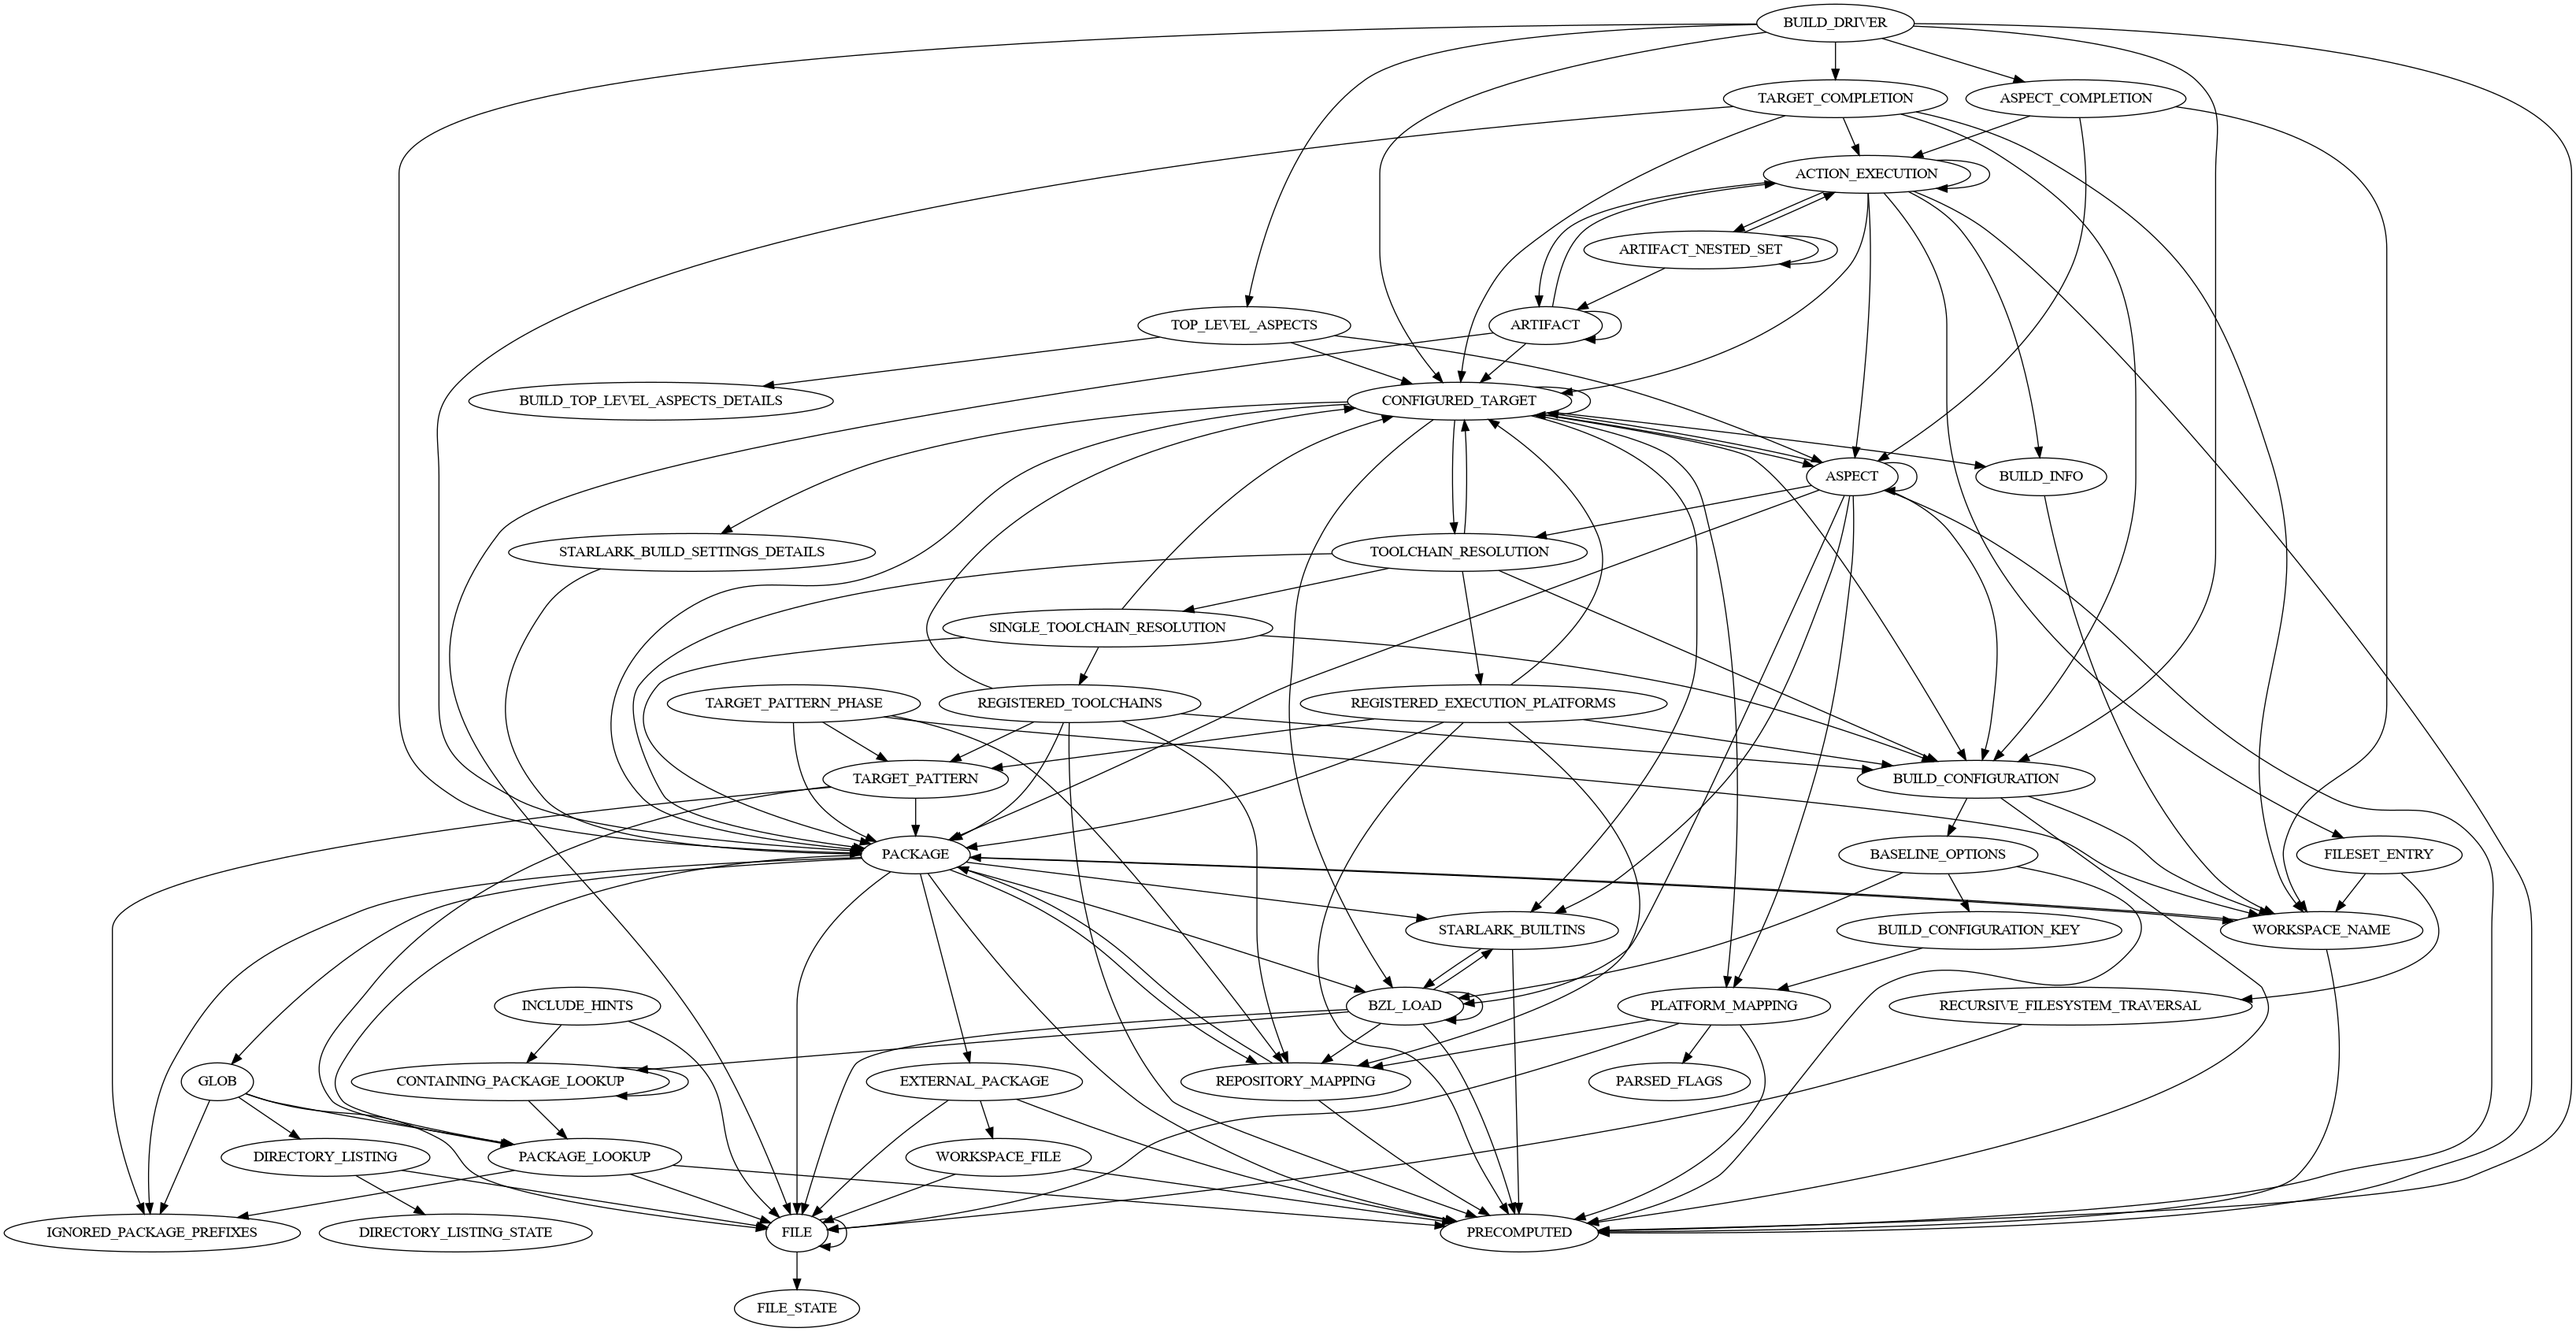 BUILD_DRIVER
TARGET_COMPLETION
ASPECT_COMPLETION
ACTION_EXECUTION
ARTIFACT_NESTED_SET
TOP_LEVEL_ASPECTS
ARTIFACT
BUILD_TOP_LEVEL_ASPECTS_DETAILS
CONFIGURED_TARGET
ASPECT
BUILD_INFO
STARLARK_BUILD_SETTINGS_DETAILS
TOOLCHAIN_RESOLUTION
SINGLE_TOOLCHAIN_RESOLUTION
TARGET_PATTERN_PHASE
REGISTERED_TOOLCHAINS
REGISTERED_EXECUTION_PLATFORMS
TARGET_PATTERN
BUILD_CONFIGURATION
PACKAGE
BASELINE_OPTIONS
FILESET_ENTRY
STARLARK_BUILTINS
BUILD_CONFIGURATION_KEY
WORKSPACE_NAME
INCLUDE_HINTS
BZL_LOAD
PLATFORM_MAPPING
RECURSIVE_FILESYSTEM_TRAVERSAL
GLOB
CONTAINING_PACKAGE_LOOKUP
EXTERNAL_PACKAGE
REPOSITORY_MAPPING
PARSED_FLAGS
DIRECTORY_LISTING
PACKAGE_LOOKUP
WORKSPACE_FILE
IGNORED_PACKAGE_PREFIXES
DIRECTORY_LISTING_STATE
FILE
PRECOMPUTED
FILE_STATE